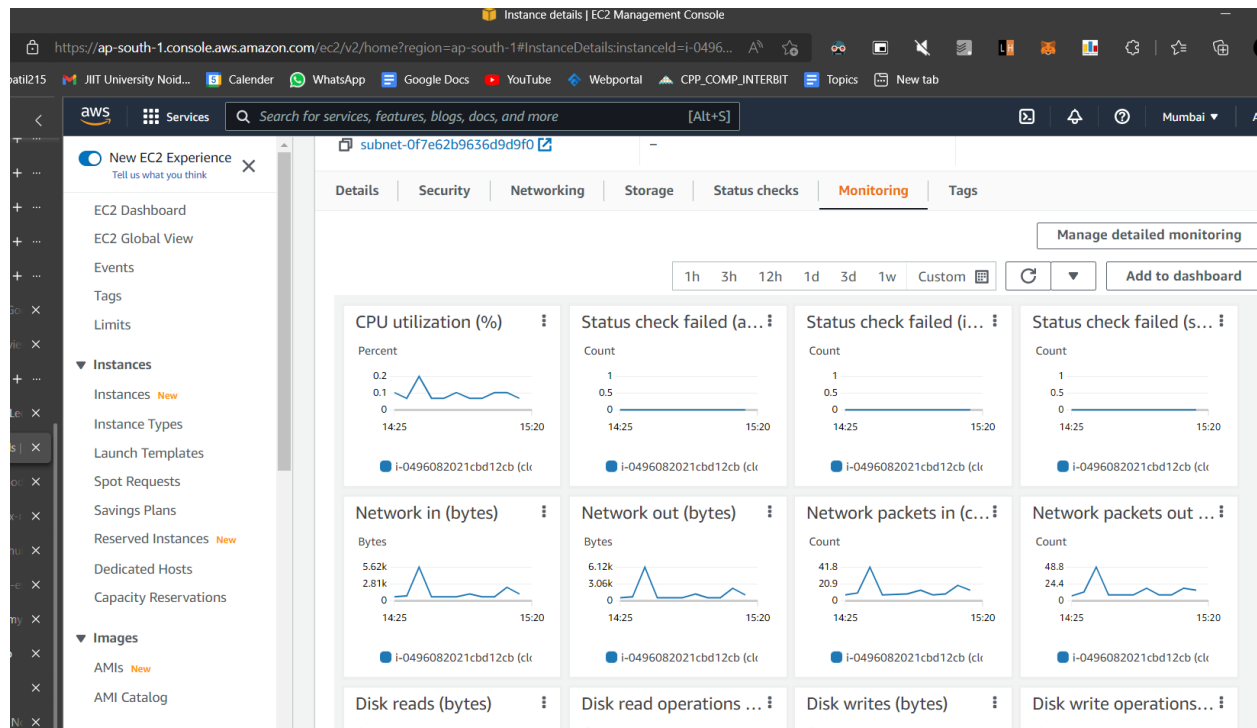 Instance details | EC2 Management Console
https://ap-south-1.console.aws.amazon.com/ec2/v2/home?region=ap-south-1#InstanceDetails:instanceId=i-0496...
patil215 JIIT University Noid... Calender WhatsApp Google Docs YouTube Webportal CPP_COMP_INTERBIT Topics New tab
aws Services Search for services, features, blogs, docs, and more [Alt+S] Mumbai ▼
New EC2 Experience
Tell us what you think
EC2 Dashboard
EC2 Global View
Events
Tags
Limits
Instances
Instances New
Instance Types
Launch Templates
Spot Requests
Savings Plans
Reserved Instances New
Dedicated Hosts
Capacity Reservations
Images
AMIs New
AMI Catalog
subnet-0f7e62b9636d9d9f0 –
Details Security Networking Storage Status checks Monitoring Tags
Manage detailed monitoring
1h 3h 12h 1d 3d 1w Custom Add to dashboard
CPU utilization (%)
Percent
0.2
0.1
0
14:25 15:20
i-0496082021cbd12cb (clc
Status check failed (a...
Count
1
0.5
0
14:25 15:20
i-0496082021cbd12cb (clc
Status check failed (i...
Count
1
0.5
0
14:25 15:20
i-0496082021cbd12cb (clc
Status check failed (s...
Count
1
0.5
0
14:25 15:20
i-0496082021cbd12cb (clc
Network in (bytes)
Bytes
5.62k
2.81k
0
14:25 15:20
i-0496082021cbd12cb (clc
Network out (bytes)
Bytes
6.12k
3.06k
0
14:25 15:20
i-0496082021cbd12cb (clc
Network packets in (c...
Count
41.8
20.9
0
14:25 15:20
i-0496082021cbd12cb (clc
Network packets out ...
Count
48.8
24.4
0
14:25 15:20
i-0496082021cbd12cb (clc
Disk reads (bytes)
Disk read operations ...
Disk writes (bytes)
Disk write operations...